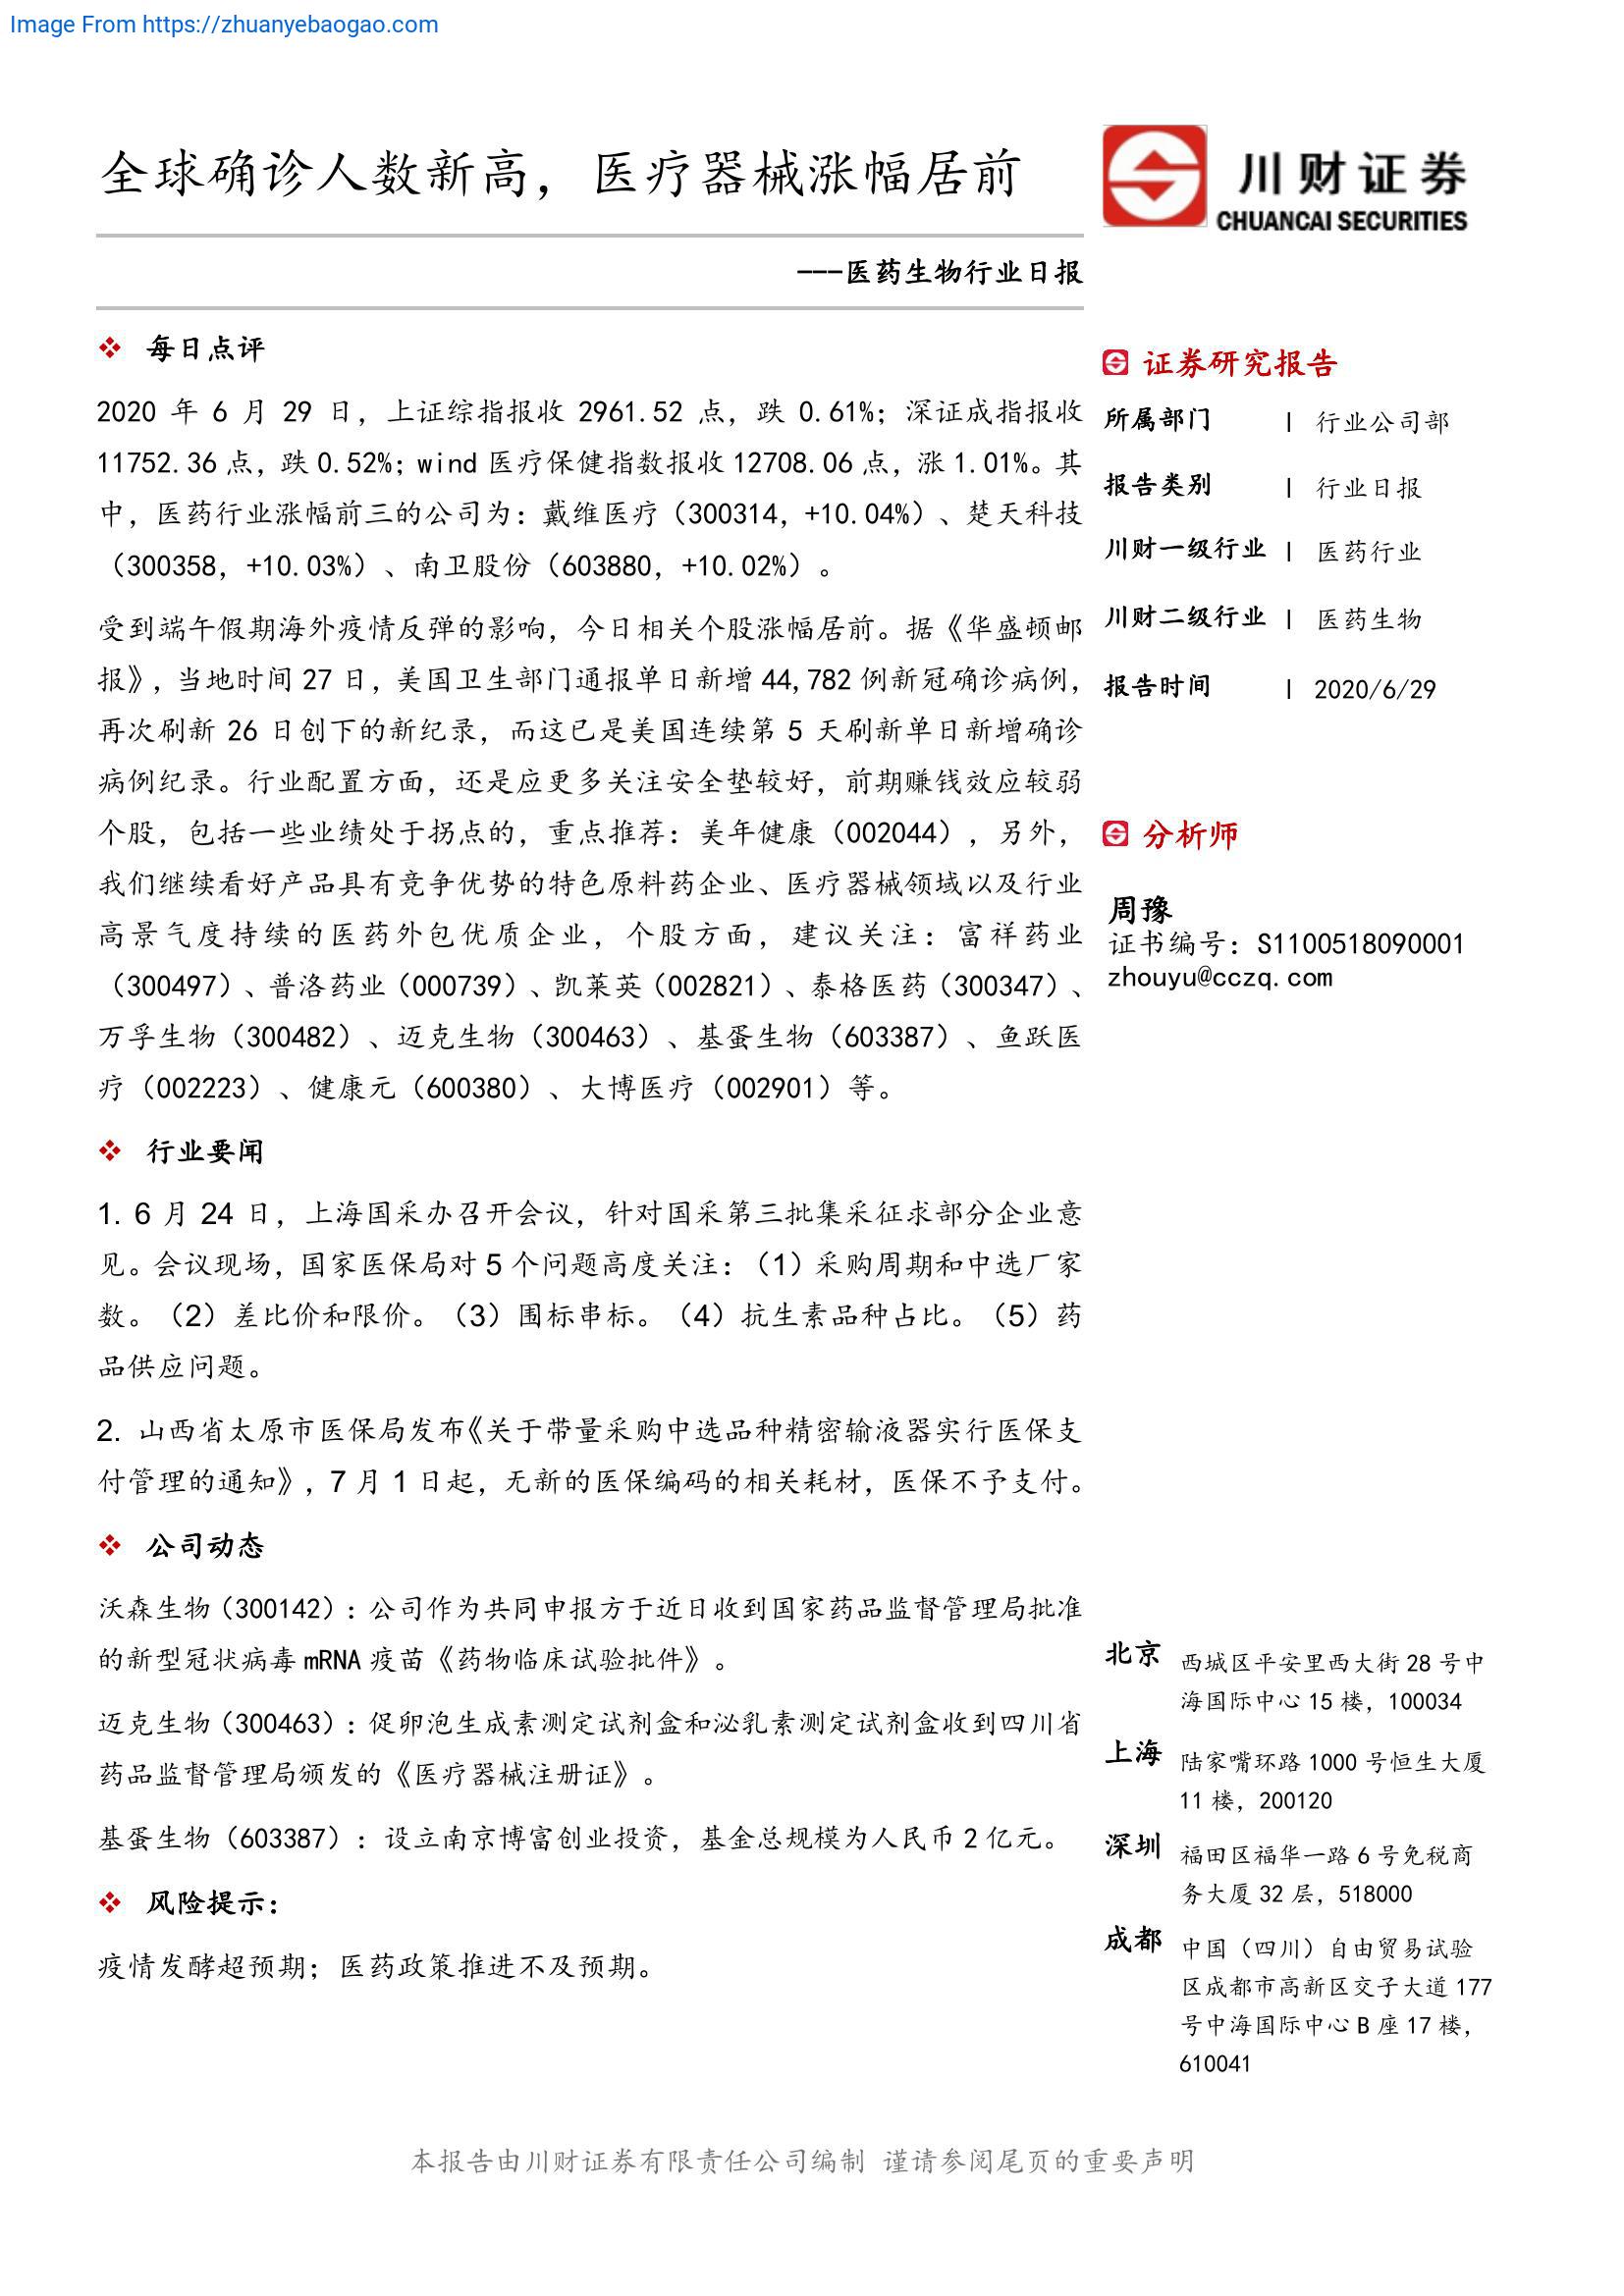 Image From https://zhuanyebaogao.com
全球确诊人数新高，医疗器械涨幅居前
川财证券
CHUANCAI SECURITIES
---医药生物行业日报
❖ 每日点评
2020 年 6 月 29 日，上证综指报收 2961.52 点，跌 0.61%；深证成指报收
11752.36 点，跌 0.52%；wind 医疗保健指数报收 12708.06 点，涨 1.01%。其
中，医药行业涨幅前三的公司为：戴维医疗（300314，+10.04%）、楚天科技
（300358，+10.03%）、南卫股份（603880，+10.02%）。
受到端午假期海外疫情反弹的影响，今日相关个股涨幅居前。据《华盛顿邮
报》，当地时间 27 日，美国卫生部门通报单日新增 44,782 例新冠确诊病例，
再次刷新 26 日创下的新纪录，而这已是美国连续第 5 天刷新单日新增确诊
病例纪录。行业配置方面，还是应更多关注安全垫较好，前期赚钱效应较弱
个股，包括一些业绩处于拐点的，重点推荐：美年健康（002044），另外，
我们继续看好产品具有竞争优势的特色原料药企业、医疗器械领域以及行业
高景气度持续的医药外包优质企业，个股方面，建议关注：富祥药业
（300497）、普洛药业（000739）、凯莱英（002821）、泰格医药（300347）、
万孚生物（300482）、迈克生物（300463）、基蛋生物（603387）、鱼跃医
疗（002223）、健康元（600380）、大博医疗（002901）等。
❖ 行业要闻
1. 6 月 24 日，上海国采办召开会议，针对国采第三批集采征求部分企业意
见。会议现场，国家医保局对 5 个问题高度关注：（1）采购周期和中选厂家
数。（2）差比价和限价。（3）围标串标。（4）抗生素品种占比。（5）药
品供应问题。
2. 山西省太原市医保局发布《关于带量采购中选品种精密输液器实行医保支
付管理的通知》，7 月 1 日起，无新的医保编码的相关耗材，医保不予支付。
❖ 公司动态
沃森生物（300142）：公司作为共同申报方于近日收到国家药品监督管理局批准
的新型冠状病毒 mRNA 疫苗《药物临床试验批件》。
迈克生物（300463）：促卵泡生成素测定试剂盒和泌乳素测定试剂盒收到四川省
药品监督管理局颁发的《医疗器械注册证》。
基蛋生物（603387）：设立南京博富创业投资，基金总规模为人民币 2 亿元。
❖ 风险提示：
疫情发酵超预期；医药政策推进不及预期。
证券研究报告
所属部门 | 行业公司部
报告类别 | 行业日报
川财一级行业 | 医药行业
川财二级行业 | 医药生物
报告时间 | 2020/6/29
分析师
周豫
证书编号：S1100518090001
zhouyu@cczq.com
北京 西城区平安里西大街 28 号中
海国际中心 15 楼，100034
上海 陆家嘴环路 1000 号恒生大厦
11 楼，200120
深圳 福田区福华一路 6 号免税商
务大厦 32 层，518000
成都 中国（四川）自由贸易试验
区成都市高新区交子大道 177
号中海国际中心 B 座 17 楼，
610041
本报告由川财证券有限责任公司编制 谨请参阅尾页的重要声明